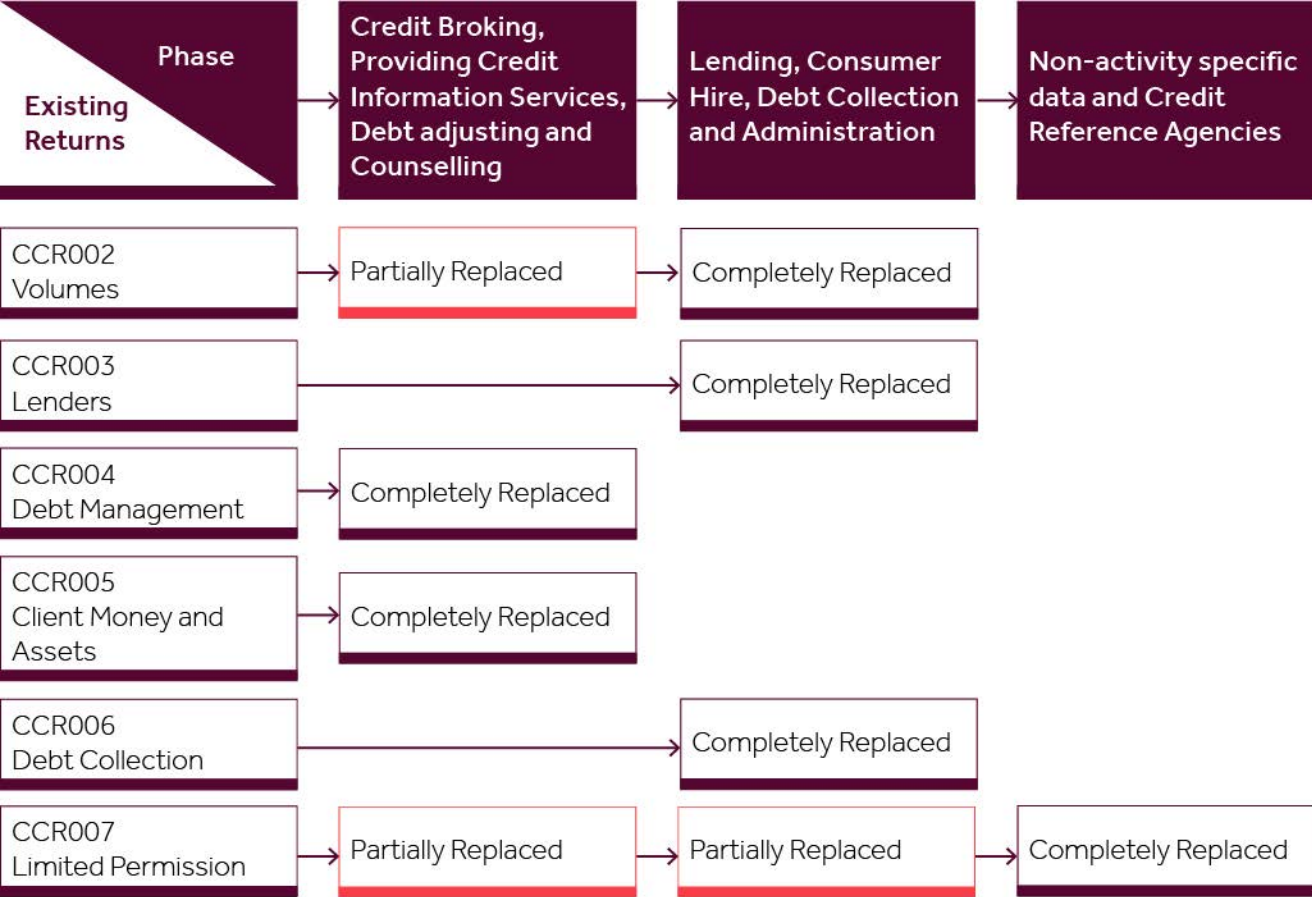 Phase
Existing
Returns
Credit Broking,
Providing Credit
Information Services,
Debt adjusting and
Counselling
Lending, Consumer
Hire, Debt Collection
and Administration
Non-activity specific
data and Credit
Reference Agencies
CCR002
Volumes
Partially Replaced
Completely Replaced
CCR003
Lenders
Completely Replaced
CCR004
Debt Management
Completely Replaced
CCR005
Client Money and
Assets
Completely Replaced
CCR006
Debt Collection
Completely Replaced
CCR007
Limited Permission
Partially Replaced
Partially Replaced
Completely Replaced